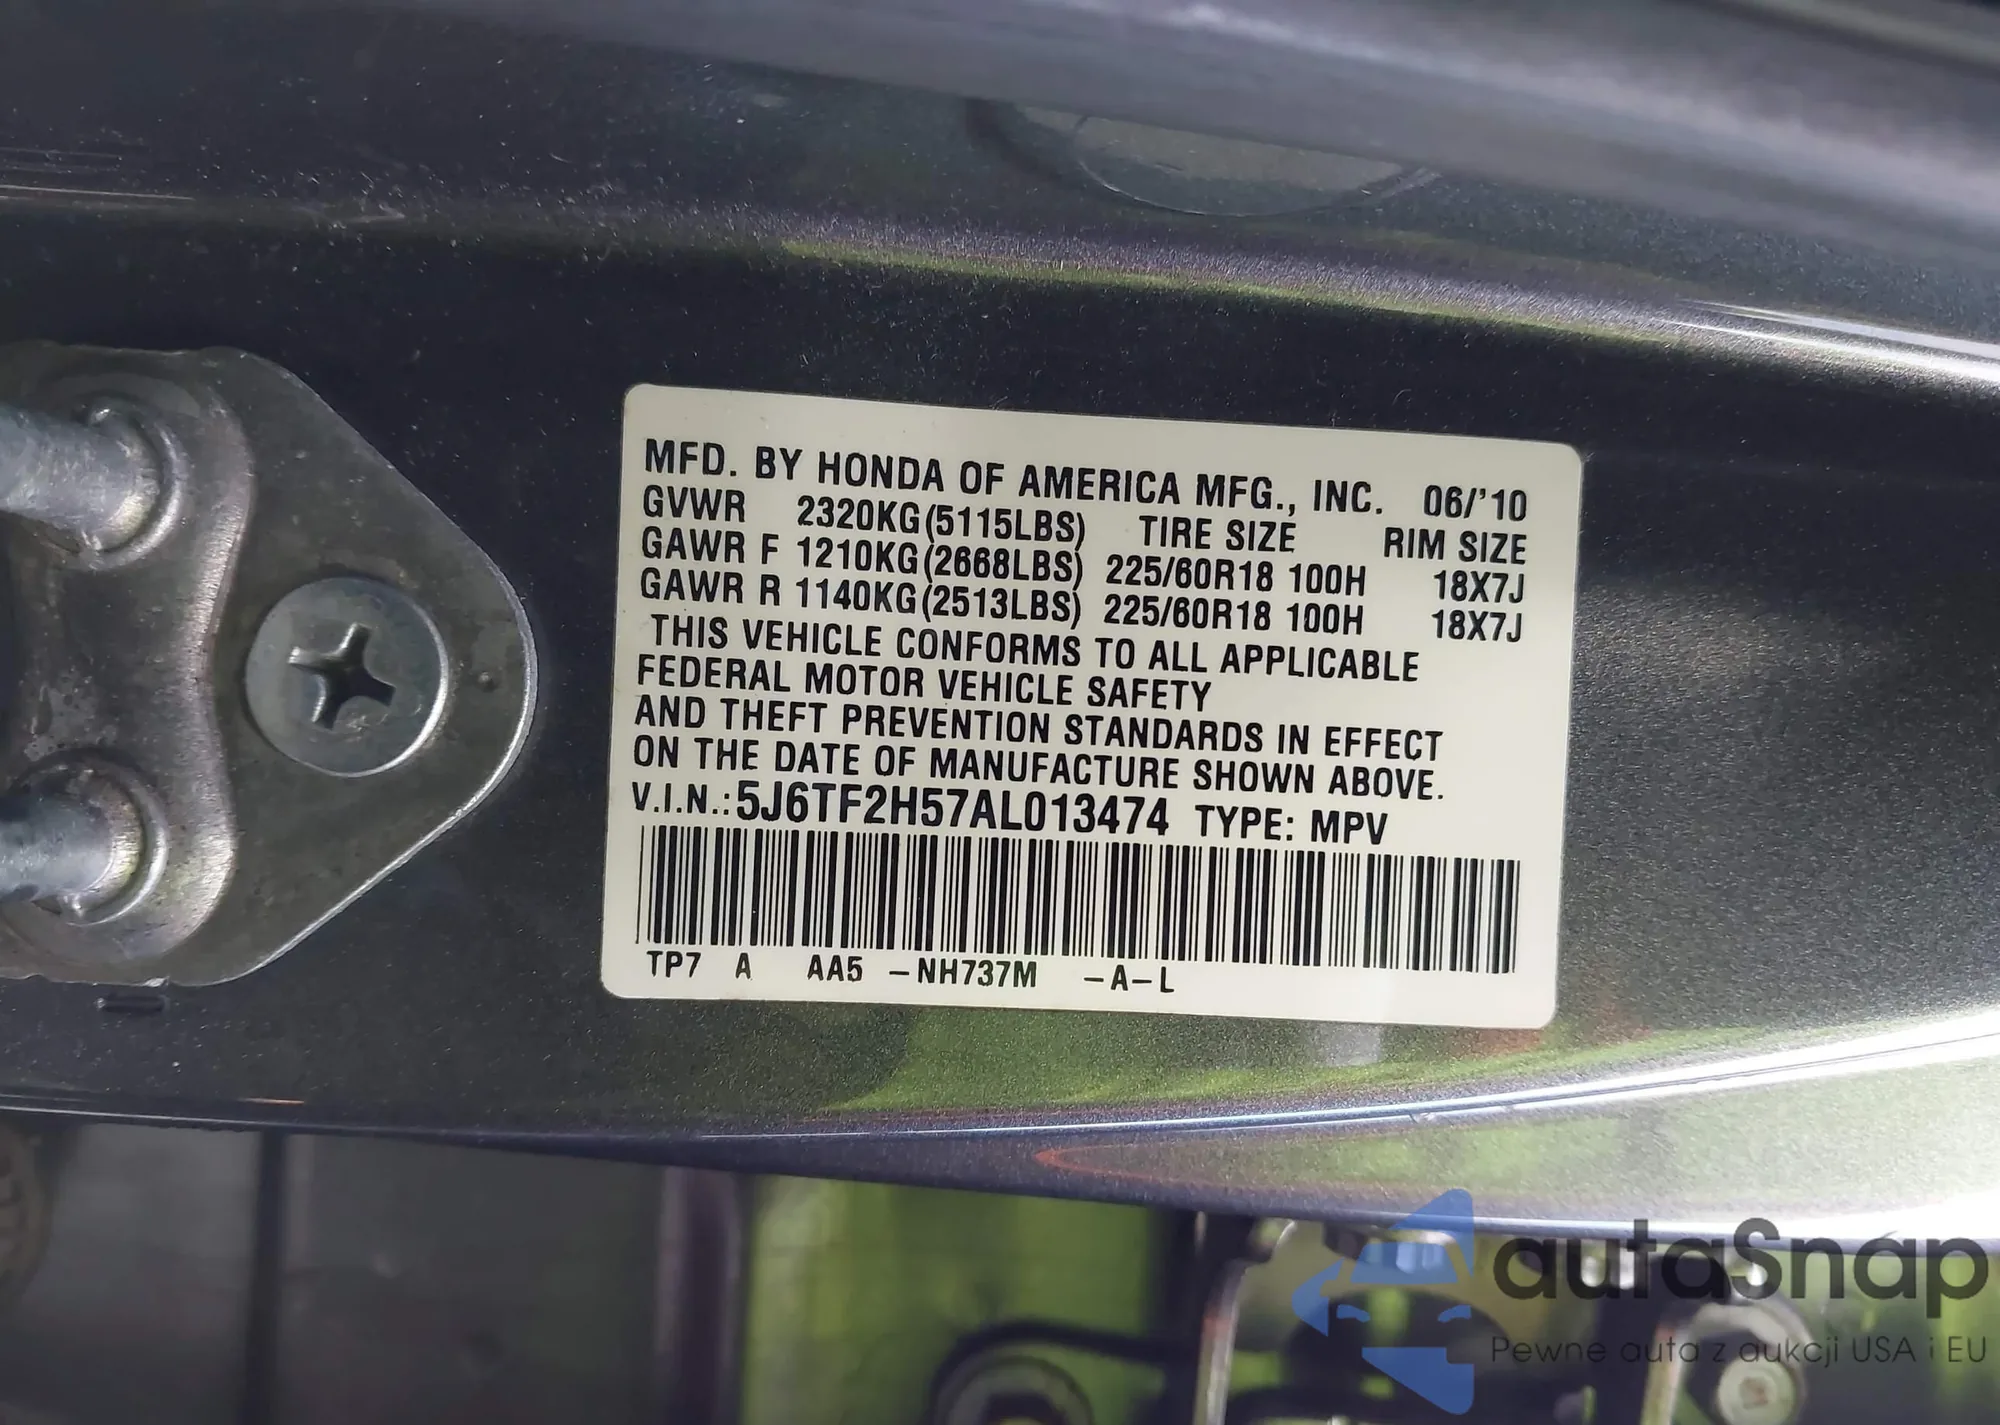 MFD. BY HONDA OF AMERICA MFG., INC. 06/'10
GVWR 2320KG(5115LBS) TIRE SIZE RIM SIZE
GAWR F 1210KG(2668LBS) 225/60R18 100H 18X7J
GAWR R 1140KG(2513LBS) 225/60R18 100H 18X7J
THIS VEHICLE CONFORMS TO ALL APPLICABLE
FEDERAL MOTOR VEHICLE SAFETY
AND THEFT PREVENTION STANDARDS IN EFFECT
ON THE DATE OF MANUFACTURE SHOWN ABOVE.
V.I.N.: 5J6TF2H57AL013474 TYPE: MPV
TP7 A AA5 -NH737M -A-L
autaSnap
Pewne auta z aukcji USA i EU